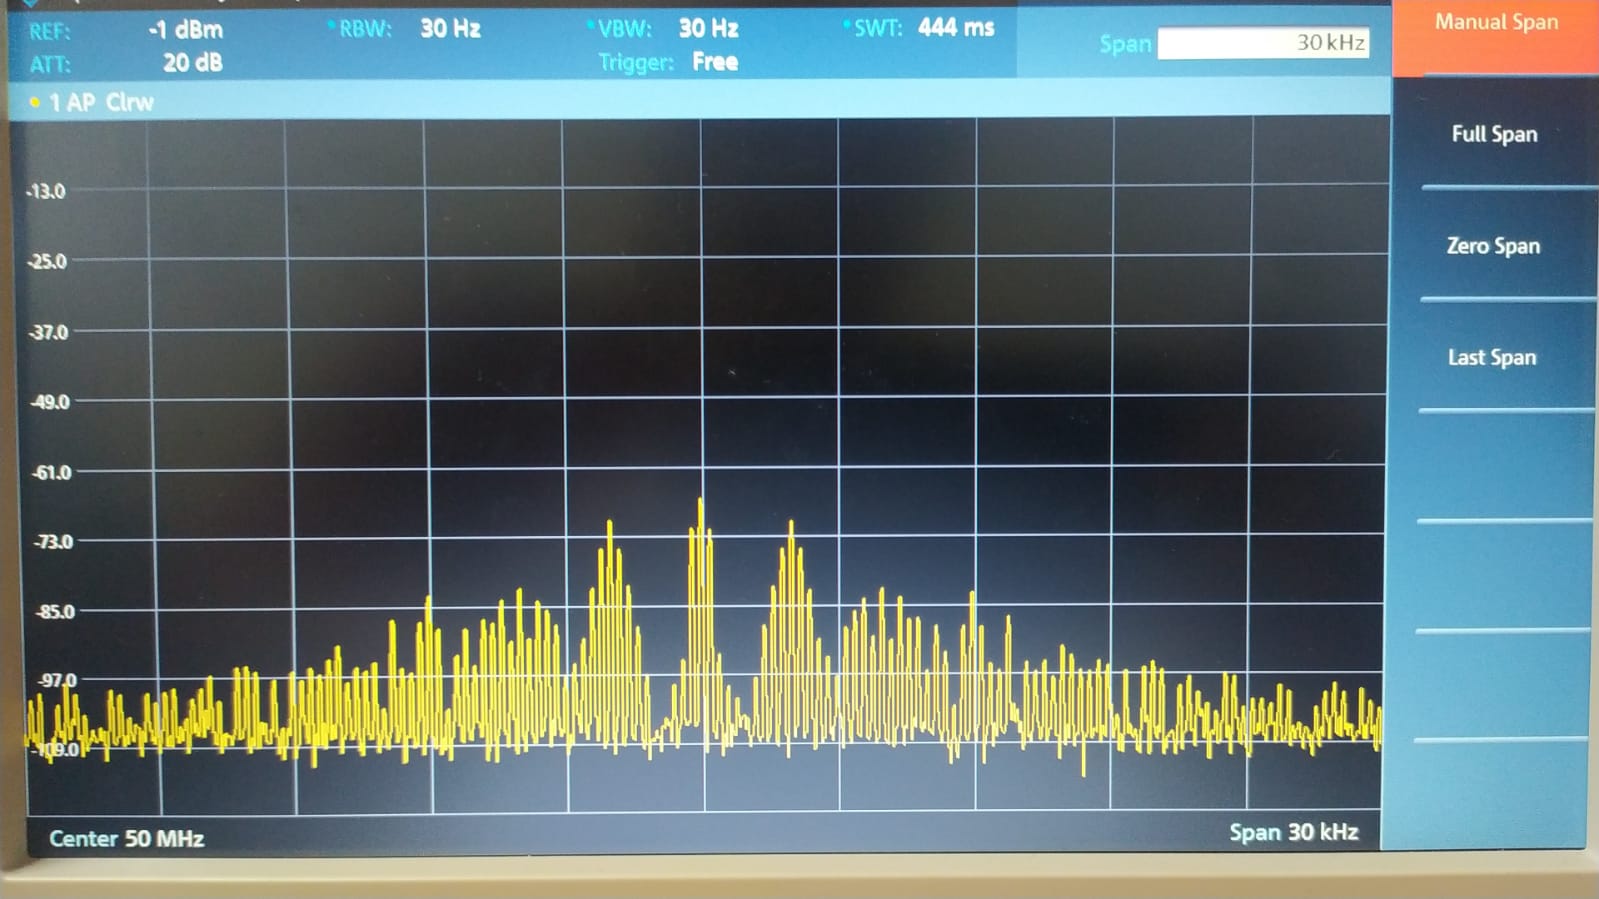 REF: -1 dBm RBW: 30 Hz VBW: 30 Hz SWT: 444 ms
ATT: 20 dB Trigger: Free
Span 30 kHz
1 AP Clrw
-13.0
-25.0
-37.0
-49.0
-61.0
-73.0
-85.0
-97.0
-109.0
Center 50 MHz Span 30 kHz
Manual Span
Full Span
Zero Span
Last Span